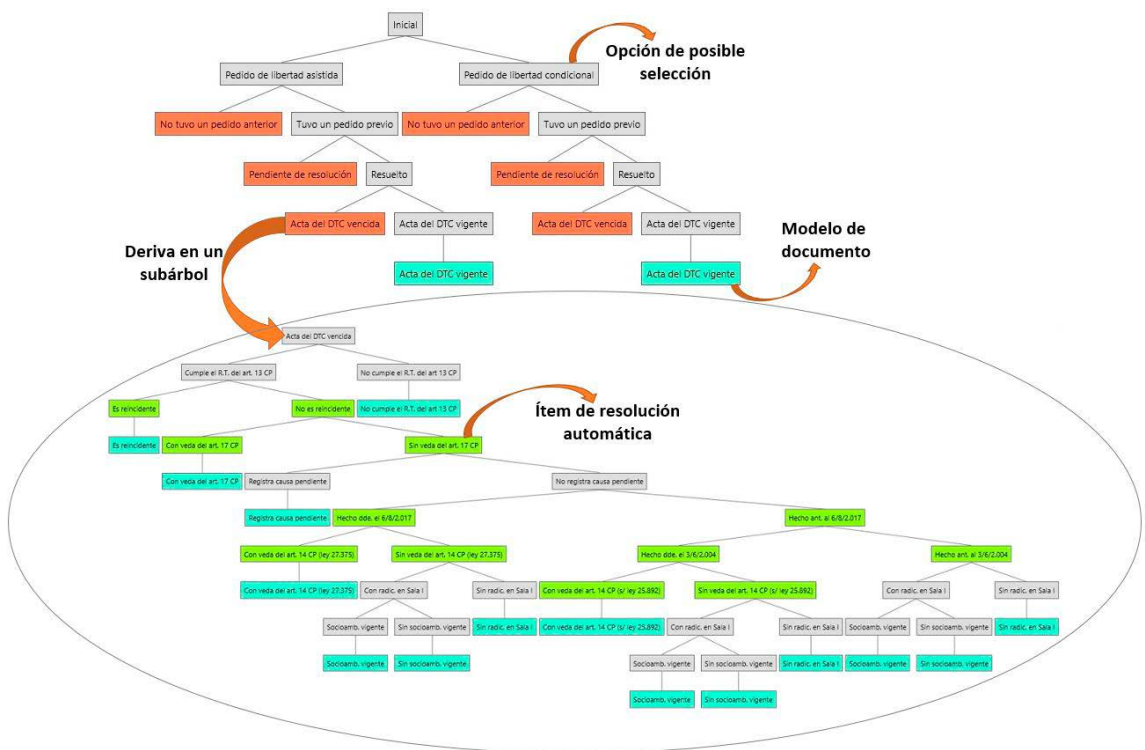 Inicial
Opción de posible
selección
Pedido de libertad asistida
Pedido de libertad condicional
No tuvo un pedido anterior
Tuvo un pedido previo
No tuvo un pedido anterior
Tuvo un pedido previo
Pendiente de resolución
Resuelto
Pendiente de resolución
Resuelto
Acta del DTC vencida
Acta del DTC vigente
Acta del DTC vencida
Acta del DTC vigente
Modelo de
documento
Deriva en un
subárbol
Acta del DTC vigente
Acta del DTC vigente
Acta del DTC vencida
Cumple el R.T. del art. 13 CP
No cumple el R.T. del art 13 CP
Es reincidente
No es reincidente
No cumple el R.T. del art 13 CP
Ítem de resolución
automática
Es reincidente
Con veda del art. 17 CP
Sin veda del art. 17 CP
Con veda del art. 17 CP
Registra causa pendiente
No registra causa pendiente
Registra causa pendiente
Hecho dde. el 6/8/2.017
Hecho ant. al 6/8/2.017
Con veda del art. 14 CP (ley 27.375)
Sin veda del art. 14 CP (ley 27.375)
Hecho dde. el 3/6/2.004
Hecho ant. al 3/6/2.004
Con veda del art. 14 CP (ley 27.375)
Con radic. en Sala I
Sin radic. en Sala I
Con veda del art. 14 CP (s/ ley 25.892)
Sin veda del art. 14 CP (s/ ley 25.892)
Con radic. en Sala I
Sin radic. en Sala I
Socioamb. vigente
Sin socioamb. vigente
Sin radic. en Sala I
Con veda del art. 14 CP (s/ ley 25.892)
Con radic. en Sala I
Sin radic. en Sala I
Socioamb. vigente
Sin socioamb. vigente
Sin radic. en Sala I
Socioamb. vigente
Sin socioamb. vigente
Socioamb. vigente
Sin socioamb. vigente
Sin radic. en Sala I
Socioamb. vigente
Sin socioamb. vigente
Socioamb. vigente
Sin socioamb. vigente